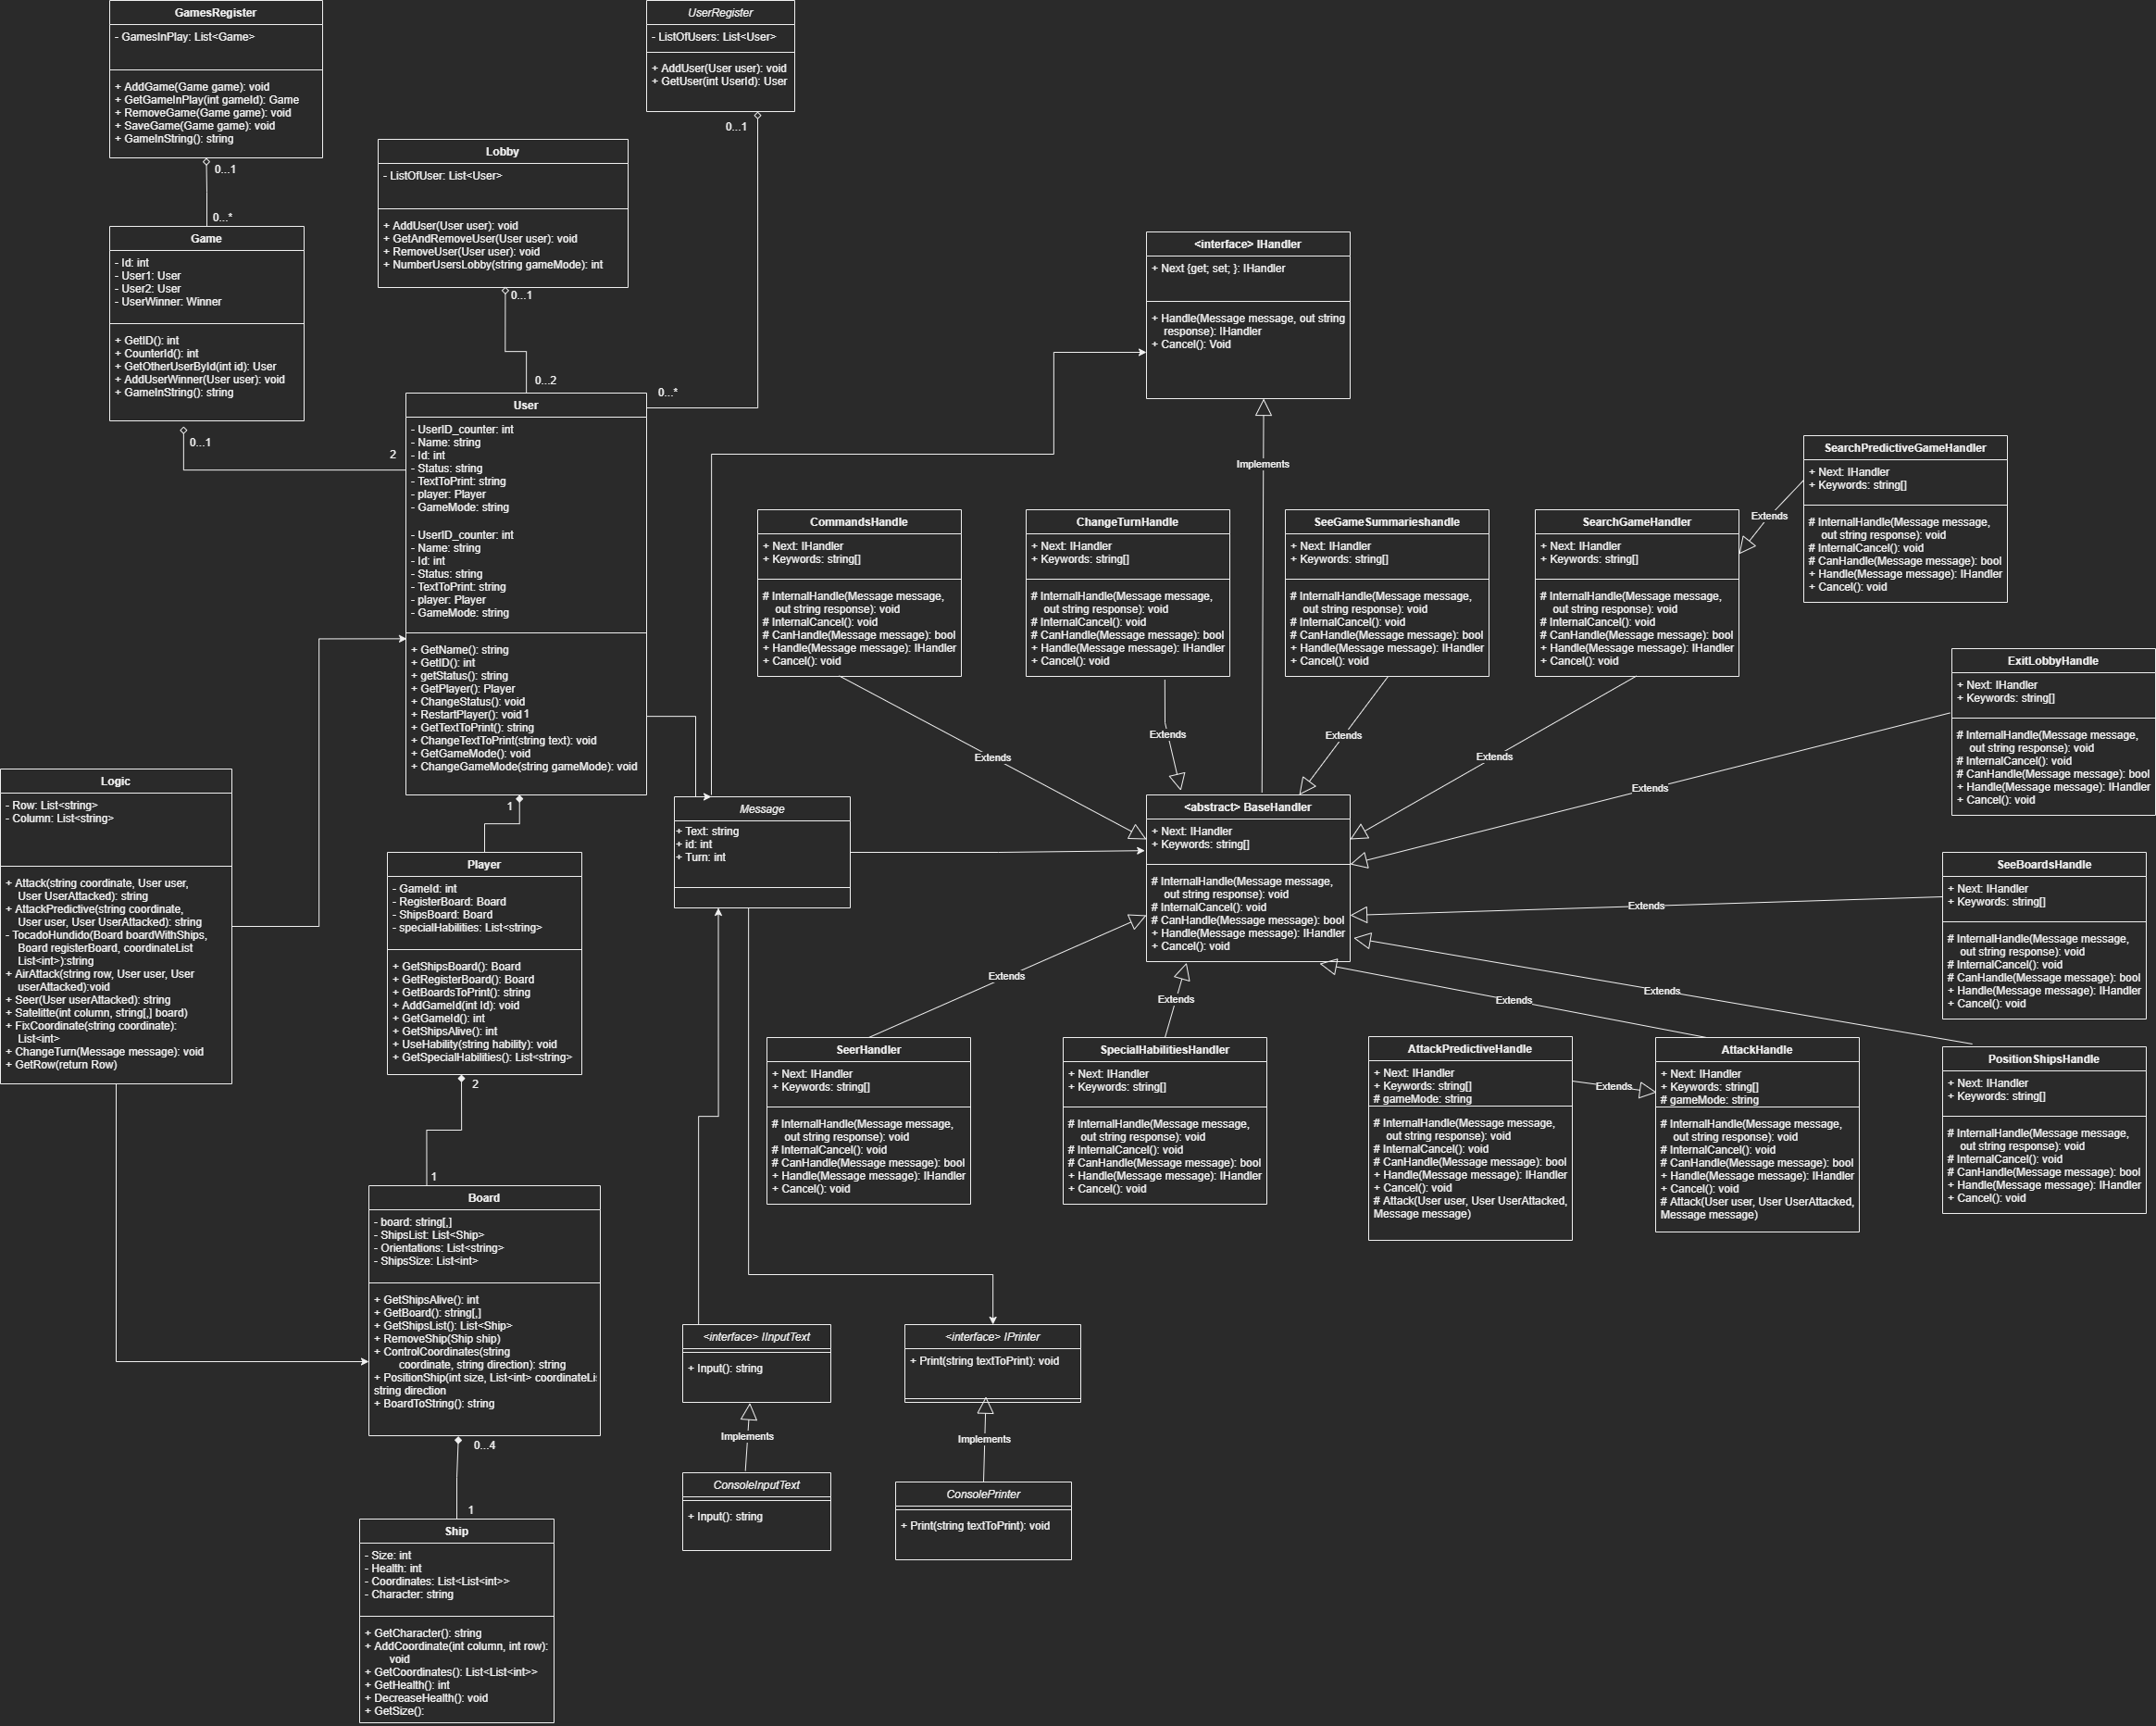 GamesRegister
- GamesInPlay: List<Game>
+ AddGame(Game game): void
+ GetGameInPlay(int gameId): Game
+ RemoveGame(Game game): void
+ SaveGame(Game game): void
+ GameInString(): string
0...1
0...*
UserRegister
- ListOfUsers: List<User>
+ AddUser(User user): void
+ GetUser(int UserId): User
0...1
Lobby
- ListOfUser: List<User>
+ AddUser(User user): void
+ GetAndRemoveUser(User user): void
+ RemoveUser(User user): void
+ NumberUsersLobby(string gameMode): int
0...1
0...2
0...*
Game
- Id: int
- User1: User
- User2: User
- UserWinner: Winner
+ GetID(): int
+ CounterId(): int
+ GetOtherUserById(int id): User
+ AddUserWinner(User user): void
+ GameInString(): string
0...1
2
User
- UserID_counter: int
- Name: string
- Id: int
- Status: string
- TextToPrint: string
- player: Player
- GameMode: string
- UserID_counter: int
- Name: string
- Id: int
- Status: string
- TextToPrint: string
- player: Player
- GameMode: string
+ GetName(): string
+ GetID(): int
+ getStatus(): string
+ GetPlayer(): Player
+ ChangeStatus(): void
+ RestartPlayer(): void
1
+ GetTextToPrint(): string
+ ChangeTextToPrint(string text): void
+ GetGameMode(): void
+ ChangeGameMode(string gameMode): void
1
Logic
- Row: List<string>
- Column: List<string>
+ Attack(string coordinate, User user,
User UserAttacked): string
+ AttackPredictive(string coordinate,
User user, User UserAttacked): string
- TocadoHundido(Board boardWithShips,
Board registerBoard, coordinateList
List<int>):string
+ AirAttack(string row, User user, User
userAttacked):void
+ Seer(User userAttacked): string
+ Satelitte(int column, string[,] board)
+ FixCoordinate(string coordinate):
List<int>
+ ChangeTurn(Message message): void
+ GetRow(return Row)
Player
- GameId: int
- RegisterBoard: Board
- ShipsBoard: Board
- specialHabilities: List<string>
+ GetShipsBoard(): Board
+ GetRegisterBoard(): Board
+ GetBoardsToPrint(): string
+ AddGameId(int Id): void
+ GetGameId(): int
+ GetShipsAlive(): int
+ UseHability(string hability): void
+ GetSpecialHabilities(): List<string>
2
1
Board
- board: string[,]
- ShipsList: List<Ship>
- Orientations: List<string>
- ShipsSize: List<int>
+ GetShipsAlive(): int
+ GetBoard(): string[,]
+ GetShipsList(): List<Ship>
+ RemoveShip(Ship ship)
+ ControlCoordinates(string
coordinate, string direction): string
+ PositionShip(int size, List<int> coordinateLi
string direction
+ BoardToString(): string
0...4
1
Ship
- Size: int
- Health: int
- Coordinates: List<List<int>>
- Character: string
+ GetCharacter(): string
+ AddCoordinate(int column, int row):
void
+ GetCoordinates(): List<List<int>>
+ GetHealth(): int
+ DecreaseHealth(): void
+ GetSize():
Message
+ Text: string
+ id: int
+ Turn: int
<interface> IInputText
+ Input(): string
Implements
ConsoleInputText
+ Input(): string
<interface> IPrinter
+ Print(string textToPrint): void
Implements
ConsolePrinter
+ Print(string textToPrint): void
<interface> IHandler
+ Next {get; set; }: IHandler
+ Handle(Message message, out string
response): IHandler
+ Cancel(): Void
Implements
CommandsHandle
+ Next: IHandler
+ Keywords: string[]
# InternalHandle(Message message,
out string response): void
# InternalCancel(): void
# CanHandle(Message message): bool
+ Handle(Message message): IHandler
+ Cancel(): void
Extends
ChangeTurnHandle
+ Next: IHandler
+ Keywords: string[]
# InternalHandle(Message message,
out string response): void
# InternalCancel(): void
# CanHandle(Message message): bool
+ Handle(Message message): IHandler
+ Cancel(): void
Extends
SeeGameSummarieshandle
+ Next: IHandler
+ Keywords: string[]
# InternalHandle(Message message,
out string response): void
# InternalCancel(): void
# CanHandle(Message message): bool
+ Handle(Message message): IHandler
+ Cancel(): void
Extends
SearchGameHandler
+ Next: IHandler
+ Keywords: string[]
# InternalHandle(Message message,
out string response): void
# InternalCancel(): void
# CanHandle(Message message): bool
+ Handle(Message message): IHandler
+ Cancel(): void
Extends
SearchPredictiveGameHandler
+ Next: IHandler
+ Keywords: string[]
# InternalHandle(Message message,
out string response): void
# InternalCancel(): void
# CanHandle(Message message): bool
+ Handle(Message message): IHandler
+ Cancel(): void
Extends
ExitLobbyHandle
+ Next: IHandler
+ Keywords: string[]
# InternalHandle(Message message,
out string response): void
# InternalCancel(): void
# CanHandle(Message message): bool
+ Handle(Message message): IHandler
+ Cancel(): void
Extends
<abstract> BaseHandler
+ Next: IHandler
+ Keywords: string[]
# InternalHandle(Message message,
out string response): void
# InternalCancel(): void
# CanHandle(Message message): bool
+ Handle(Message message): IHandler
+ Cancel(): void
SeeBoardsHandle
+ Next: IHandler
+ Keywords: string[]
# InternalHandle(Message message,
out string response): void
# InternalCancel(): void
# CanHandle(Message message): bool
+ Handle(Message message): IHandler
+ Cancel(): void
Extends
Extends
SeerHandler
+ Next: IHandler
+ Keywords: string[]
# InternalHandle(Message message,
out string response): void
# InternalCancel(): void
# CanHandle(Message message): bool
+ Handle(Message message): IHandler
+ Cancel(): void
Extends
SpecialHabilitiesHandler
+ Next: IHandler
+ Keywords: string[]
# InternalHandle(Message message,
out string response): void
# InternalCancel(): void
# CanHandle(Message message): bool
+ Handle(Message message): IHandler
+ Cancel(): void
AttackPredictiveHandle
+ Next: IHandler
+ Keywords: string[]
# gameMode: string
# InternalHandle(Message message,
out string response): void
# InternalCancel(): void
# CanHandle(Message message): bool
+ Handle(Message message): IHandler
+ Cancel(): void
# Attack(User user, User UserAttacked,
Message message)
Extends
Extends
AttackHandle
+ Next: IHandler
+ Keywords: string[]
# gameMode: string
# InternalHandle(Message message,
out string response): void
# InternalCancel(): void
# CanHandle(Message message): bool
+ Handle(Message message): IHandler
+ Cancel(): void
# Attack(User user, User UserAttacked,
Message message)
Extends
PositionShipsHandle
+ Next: IHandler
+ Keywords: string[]
# InternalHandle(Message message,
out string response): void
# InternalCancel(): void
# CanHandle(Message message): bool
+ Handle(Message message): IHandler
+ Cancel(): void